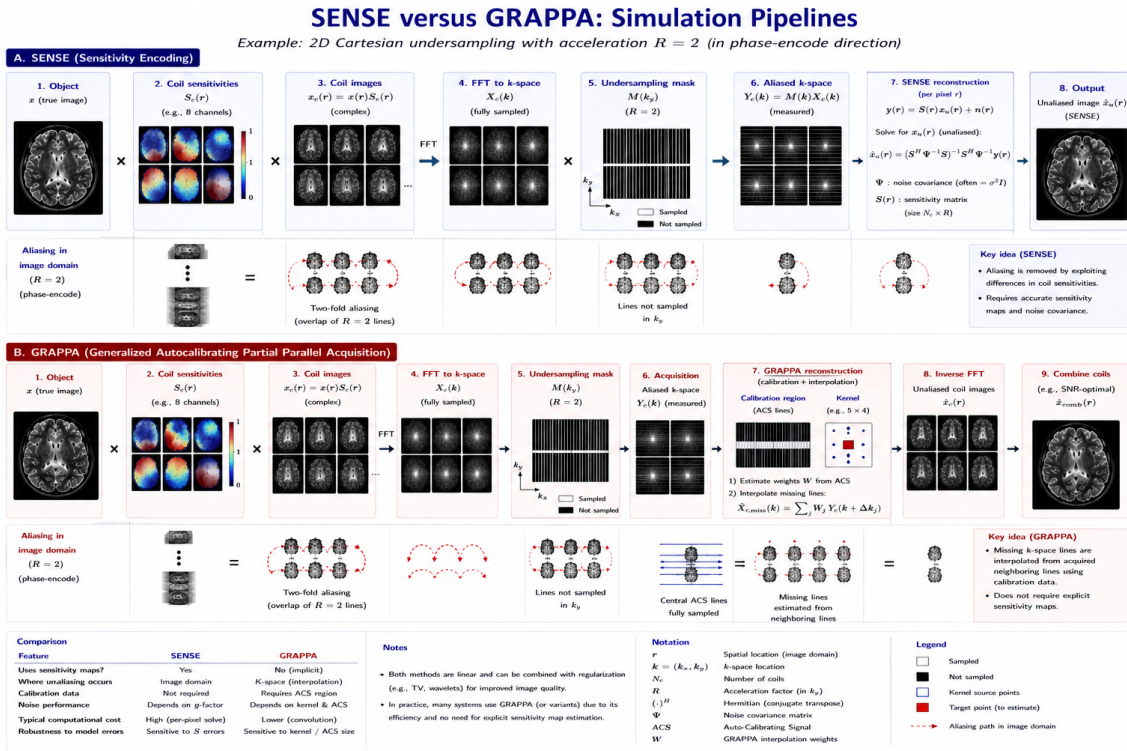 SENSE versus GRAPPA: Simulation Pipelines
Example: 2D Cartesian undersampling with acceleration R = 2 (in phase-encode direction)
A. SENSE (Sensitivity Encoding)
1. Object
x (true image)
×
2. Coil sensitivities
S_c(r)
(e.g., 8 channels)
1
1
0
×
3. Coil images
x_c(r) = x(r)S_c(r)
(complex)
...
FFT
4. FFT to k-space
X_c(k)
(fully sampled)
×
5. Undersampling mask
M(k_y)
(R = 2)
k_y
k_x
Sampled
Not sampled
6. Aliased k-space
Y_c(k) = M(k)X_c(k)
(measured)
7. SENSE reconstruction
(per pixel r)
y(r) = S(r)x_u(r) + n(r)
Solve for x_u(r) (unaliased):
x̂_u(r) = (S^H Ψ^−1 S)^−1 S^H Ψ^−1 y(r)
Ψ : noise covariance (often = σ²I)
S(r) : sensitivity matrix
(size N_c × R)
8. Output
Unaliased image x̂_u(r)
(SENSE)
Aliasing in
image domain
(R = 2)
(phase-encode)
=
Two-fold aliasing
(overlap of R = 2 lines)
Lines not sampled
in k_y
Key idea (SENSE)
• Aliasing is removed by exploiting
differences in coil sensitivities.
• Requires accurate sensitivity
maps and noise covariance.
B. GRAPPA (Generalized Autocalibrating Partial Parallel Acquisition)
1. Object
x (true image)
×
2. Coil sensitivities
S_c(r)
(e.g., 8 channels)
1
1
0
×
3. Coil images
x_c(r) = x(r)S_c(r)
(complex)
...
FFT
4. FFT to k-space
X_c(k)
(fully sampled)
5. Undersampling mask
M(k_y)
(R = 2)
k_y
k_x
Sampled
Not sampled
6. Acquisition
Aliased k-space
Y_c(k) (measured)
7. GRAPPA reconstruction
(calibration + interpolation)
Calibration region
(ACS lines)
Kernel
(e.g., 5 × 4)
1) Estimate weights W from ACS
2) Interpolate missing lines:
X̂_c,miss(k) = ∑_j W_j Y_c(k + Δk_j)
8. Inverse FFT
Unaliased coil images
x̂_c(r)
9. Combine coils
(e.g., SNR-optimal)
x̂_comb(r)
Aliasing in
image domain
(R = 2)
(phase-encode)
=
Two-fold aliasing
(overlap of R = 2 lines)
Lines not sampled
in k_y
Central ACS lines
fully sampled
=
Missing lines
estimated from
neighboring lines
=
Key idea (GRAPPA)
• Missing k-space lines are
interpolated from acquired
neighboring lines using
calibration data.
• Does not require explicit
sensitivity maps.
Comparison
Feature SENSE GRAPPA
Uses sensitivity maps? Yes No (implicit)
Where unaliasing occurs Image domain K-space (interpolation)
Calibration data Not required Requires ACS region
Noise performance Depends on g-factor Depends on kernel & ACS
Typical computational cost High (per-pixel solve) Lower (convolution)
Robustness to model errors Sensitive to S errors Sensitive to kernel / ACS size
Notes
• Both methods are linear and can be combined with regularization
(e.g., TV, wavelets) for improved image quality.
• In practice, many systems use GRAPPA (or variants) due to its
efficiency and no need for explicit sensitivity map estimation.
Notation
r Spatial location (image domain)
k = (k_x, k_y) k-space location
N_c Number of coils
R Acceleration factor (in k_y)
(·)^H Hermitian (conjugate transpose)
Ψ Noise covariance matrix
ACS Auto-Calibrating Signal
W GRAPPA interpolation weights
Legend
Sampled
Not sampled
Kernel source points
Target point (to estimate)
Aliasing path in image domain